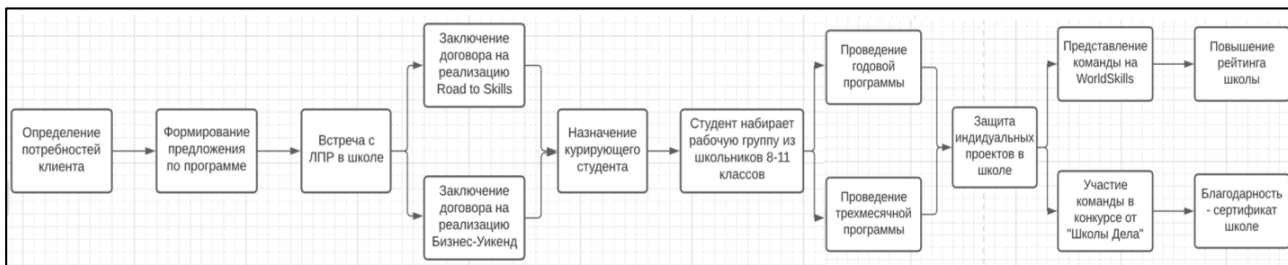 Определение
потребностей
клиента
Формирование
предложения
по программе
Встреча с
ЛПР в школе
Заключение
договора на
реализацию
Road to Skills
Заключение
договора на
реализацию
Бизнес-Уикенд
Назначение
курирующего
студента
Студент набирает
рабочую группу из
школьников 8-11
классов
Проведение
годовой
программы
Проведение
трехмесячной
программы
Защита
индивидуальных
проектов в
школе
Представление
команды на
WorldSkills
Повышение
рейтинга
школы
Участие
команды в
конкурсе от
"Школы Дела"
Благодарность
- сертификат
школе